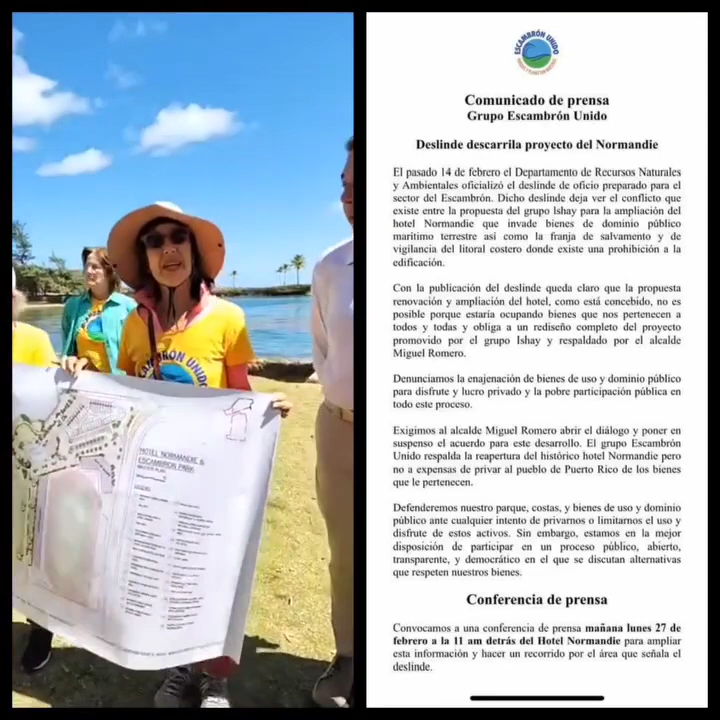 ESCAMBRÓN UNIDO
HOTEL NORMANDIE &
ESCAMBRON PARK
MASTER PLAN
LEGEND
ESCAMBRÓN UNIDO
Comunicado de prensa
Grupo Escambrón Unido
Deslinde descarrila proyecto del Normandie
El pasado 14 de febrero el Departamento de Recursos Naturales
y Ambientales oficializó el deslinde de oficio preparado para el
sector del Escambrón. Dicho deslinde deja ver el conflicto que
existe entre la propuesta del grupo Ishay para la ampliación del
hotel Normandie que invade bienes de dominio público
marítimo terrestre así como la franja de salvamento y de
vigilancia del litoral costero donde existe una prohibición a la
edificación.
Con la publicación del deslinde queda claro que la propuesta
renovación y ampliación del hotel, como está concebido, no es
posible porque estaría ocupando bienes que nos pertenecen a
todos y todas y obliga a un rediseño completo del proyecto
promovido por el grupo Ishay y respaldado por el alcalde
Miguel Romero.
Denunciamos la enajenación de bienes de uso y dominio público
para disfrute y lucro privado y la pobre participación pública en
todo este proceso.
Exigimos al alcalde Miguel Romero abrir el diálogo y poner en
suspenso el acuerdo para este desarrollo. El grupo Escambrón
Unido respalda la reapertura del histórico hotel Normandie pero
no a expensas de privar al pueblo de Puerto Rico de los bienes
que le pertenecen.
Defenderemos nuestro parque, costas, y bienes de uso y dominio
público ante cualquier intento de privarnos o limitarnos el uso y
disfrute de estos activos. Sin embargo, estamos en la mejor
disposición de participar en un proceso público, abierto,
transparente, y democrático en el que se discutan alternativas
que respeten nuestros bienes.
Conferencia de prensa
Convocamos a una conferencia de prensa mañana lunes 27 de
febrero a la 11 am detrás del Hotel Normandie para ampliar
esta información y hacer un recorrido por el área que señala el
deslinde.